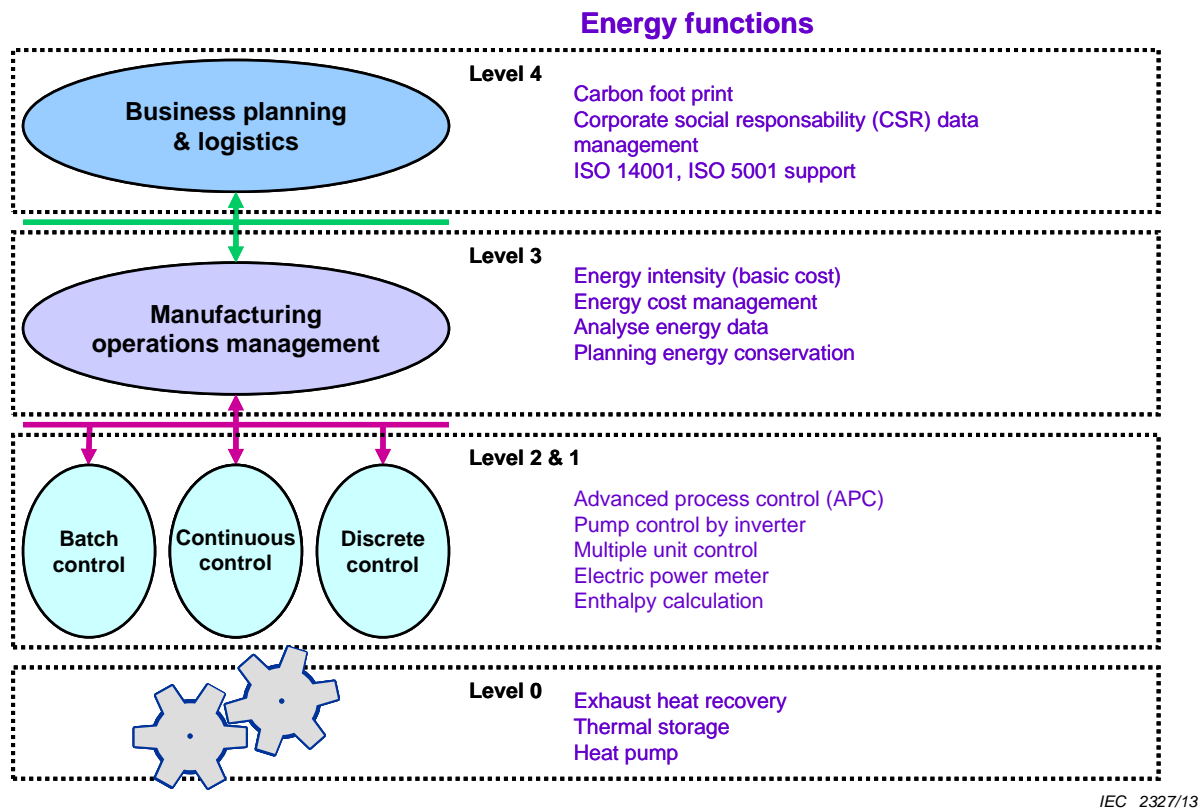 Energy functions
Level 4
Business planning
& logistics
Carbon foot print
Corporate social responsability (CSR) data
management
ISO 14001, ISO 5001 support
Level 3
Manufacturing
operations management
Energy intensity (basic cost)
Energy cost management
Analyse energy data
Planning energy conservation
Level 2 & 1
Batch
control
Continuous
control
Discrete
control
Advanced process control (APC)
Pump control by inverter
Multiple unit control
Electric power meter
Enthalpy calculation
Level 0
Exhaust heat recovery
Thermal storage
Heat pump
IEC 2327/13